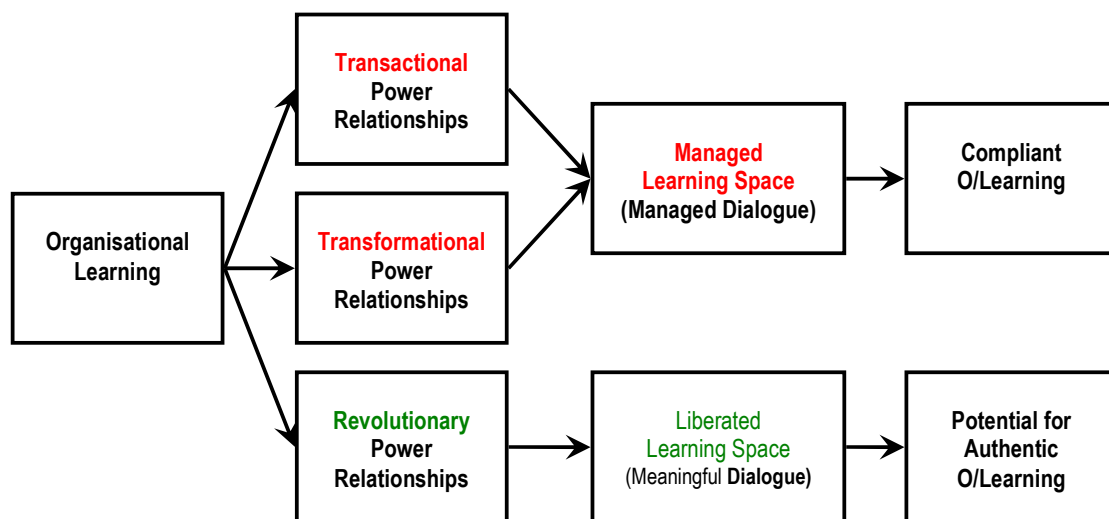 Organisational
Learning
Transactional
Power
Relationships
Transformational
Power
Relationships
Revolutionary
Power
Relationships
Managed
Learning Space
(Managed Dialogue)
Liberated
Learning Space
(Meaningful Dialogue)
Compliant
O/Learning
Potential for
Authentic
O/Learning